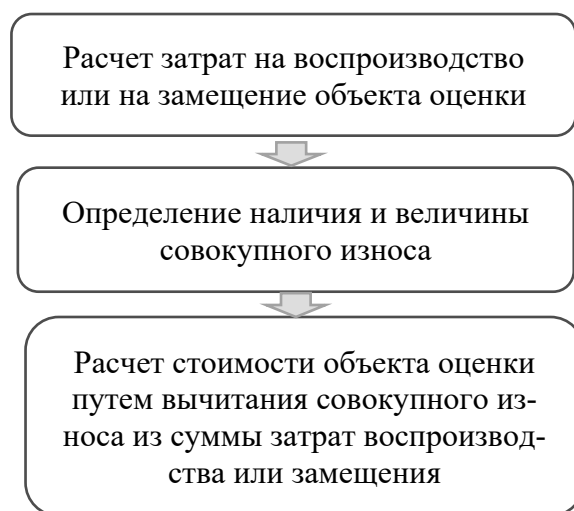 Расчет затрат на воспроизводство
или на замещение объекта оценки
Определение наличия и величины
совокупного износа
Расчет стоимости объекта оценки
путем вычитания совокупного из-
носа из суммы затрат воспроизвод-
ства или замещения